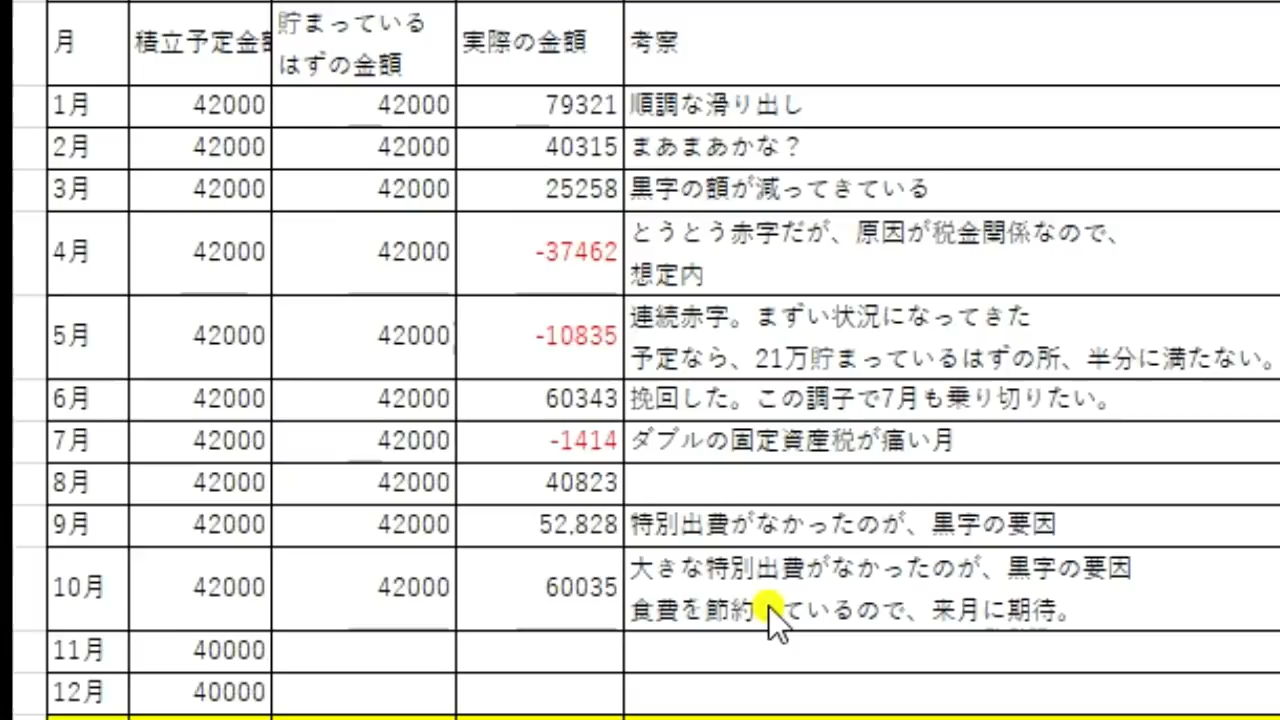 月 積立予定金額 貯まっている はずの金額 実際の金額 考察
1月 42000 42000 79321 順調な滑り出し
2月 42000 42000 40315 まあまあかな？
3月 42000 42000 25258 黒字の額が減ってきている
4月 42000 42000 -37462 とうとう赤字だが、原因が税金関係なので、
想定内
5月 42000 42000 -10835 連続赤字。まずい状況になってきた
予定なら、21万貯まっているはずの所、半分に満たない。
6月 42000 42000 60343 挽回した。この調子で7月も乗り切りたい。
7月 42000 42000 -1414 ダブルの固定資産税が痛い月
8月 42000 42000 40823
9月 42000 42000 52,828 特別出費がなかったのが、黒字の要因
10月 42000 42000 60035 大きな特別出費がなかったのが、黒字の要因
食費を節約 ているので、来月に期待。
11月 40000
12月 40000